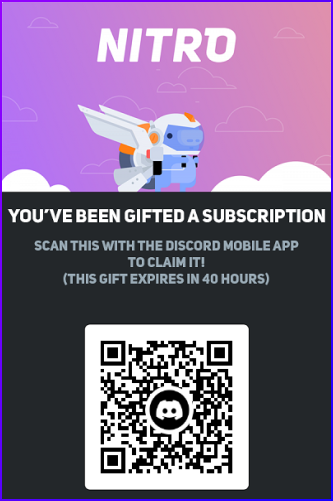 NITRO
YOU'VE BEEN GIFTED A SUBSCRIPTION
SCAN THIS WITH THE DISCORD MOBILE APP
TO CLAIM IT!
(THIS GIFT EXPIRES IN 40 HOURS)